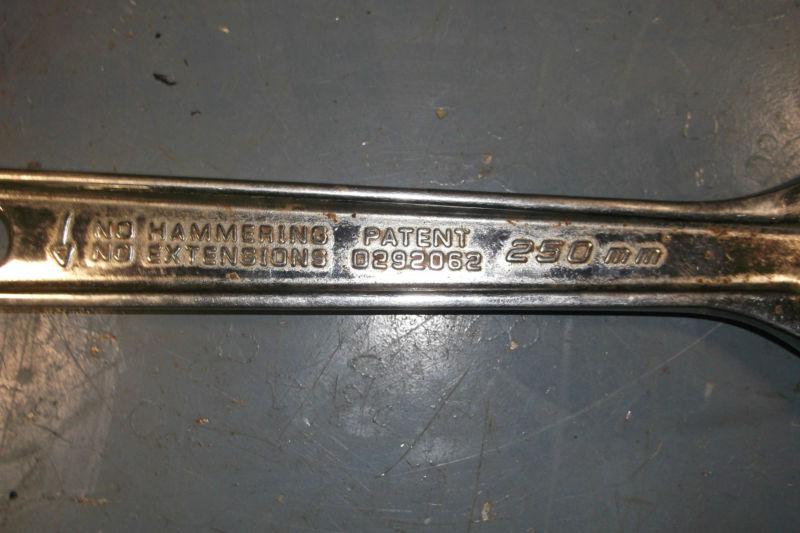 NO HAMMERING
NO EXTENSIONS
PATENT
0292062
250 mm